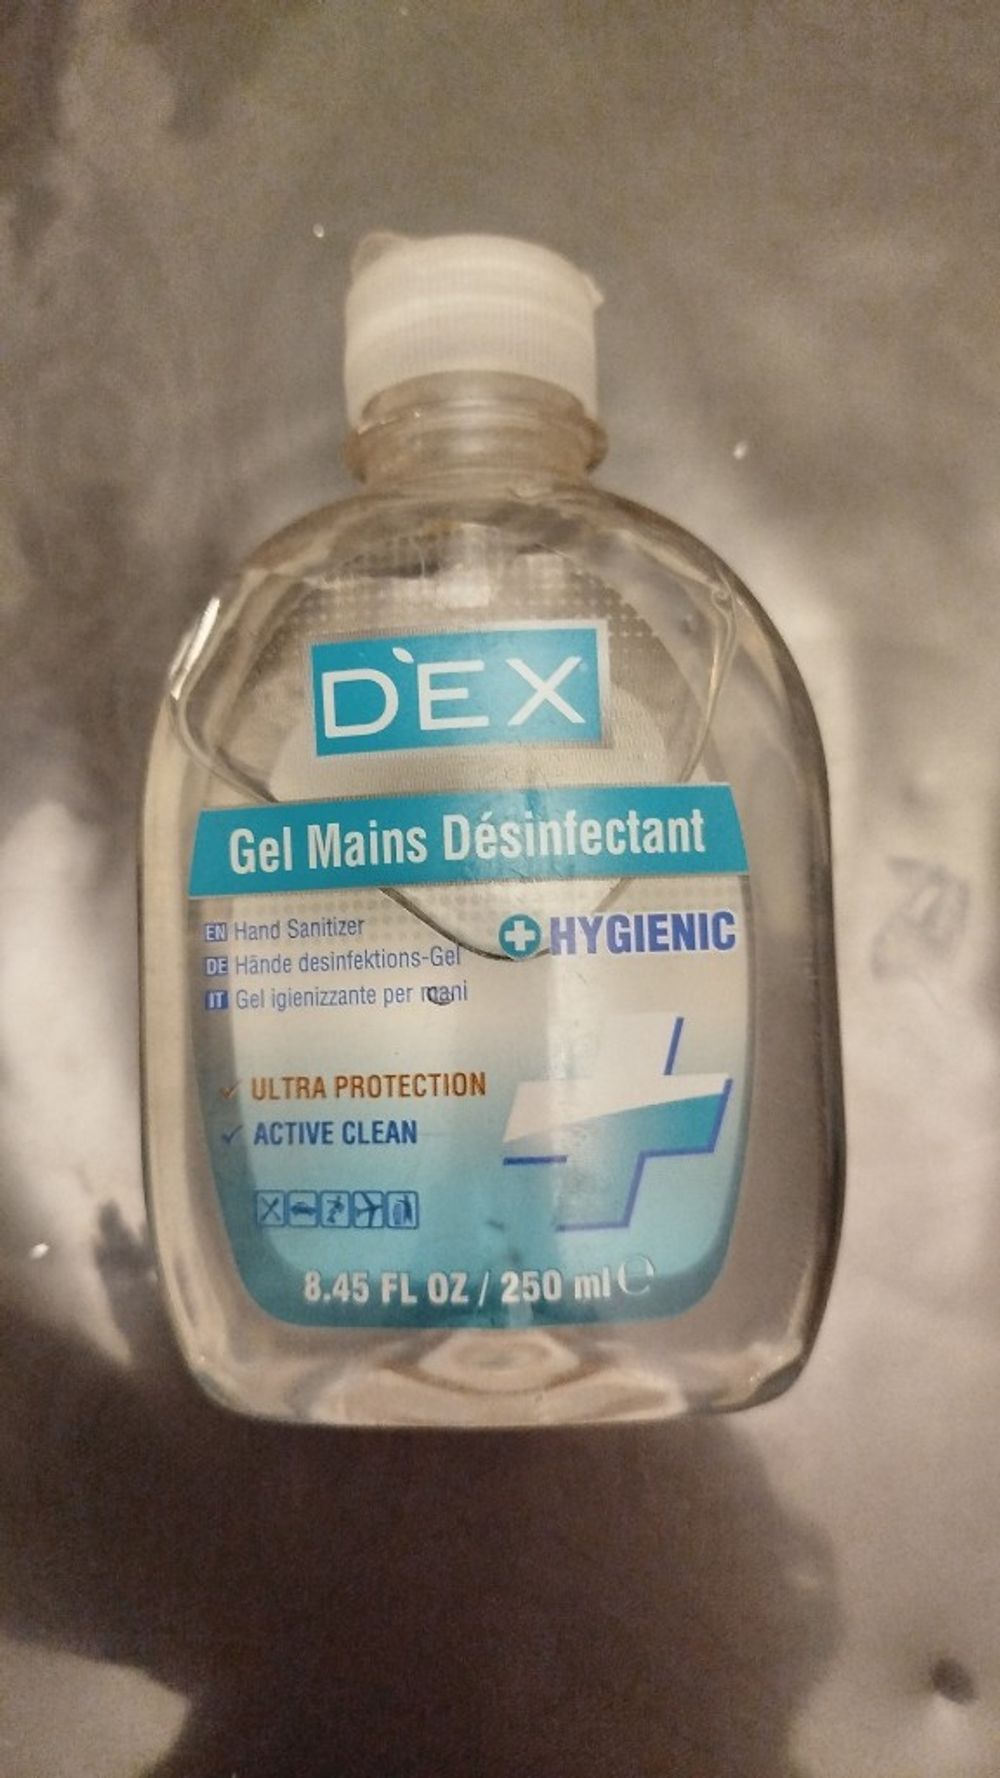 D'EX
Gel Mains Désinfectant
EN Hand Sanitizer
DE Hände desinfektions-Gel
IT Gel igienizzante per mani
HYGIENIC
ULTRA PROTECTION
ACTIVE CLEAN
8.45 FL OZ / 250 ml ℮